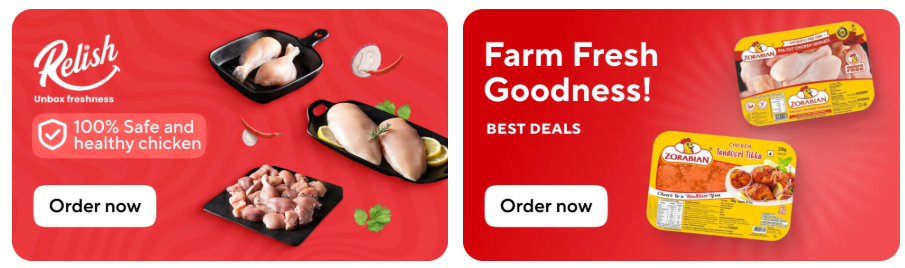 Relish
Unbox freshness
100% Safe and
healthy chicken
Order now
Farm Fresh
Goodness!
BEST DEALS
Order now
ZORABIAN
ZORABIAN
ZORABIAN
CHICKEN
Tandoori Tikka